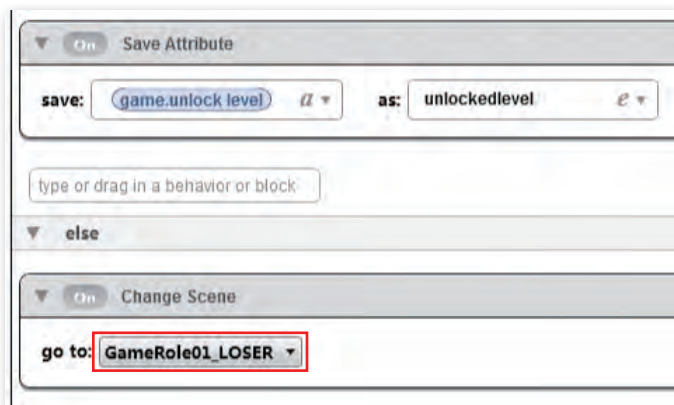 On Save Attribute
save: game.unlock level a as: unlockedlevel e
type or drag in a behavior or block
else
On Change Scene
go to: GameRole01_LOSER